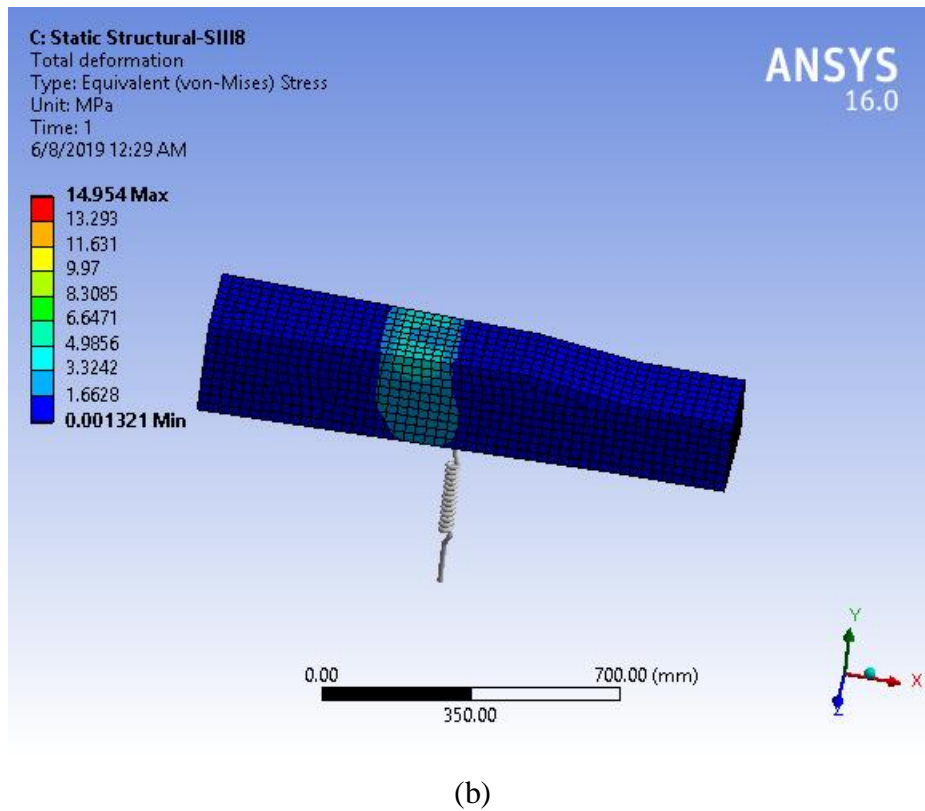 C: Static Structural-SIII8
Total deformation
Type: Equivalent (von-Mises) Stress
Unit: MPa
Time: 1
6/8/2019 12:29 AM
ANSYS
16.0
14.954 Max
13.293
11.631
9.97
8.3085
6.6471
4.9856
3.3242
1.6628
0.001321 Min
0.00
700.00 (mm)
350.00
Y
X
Z
(b)